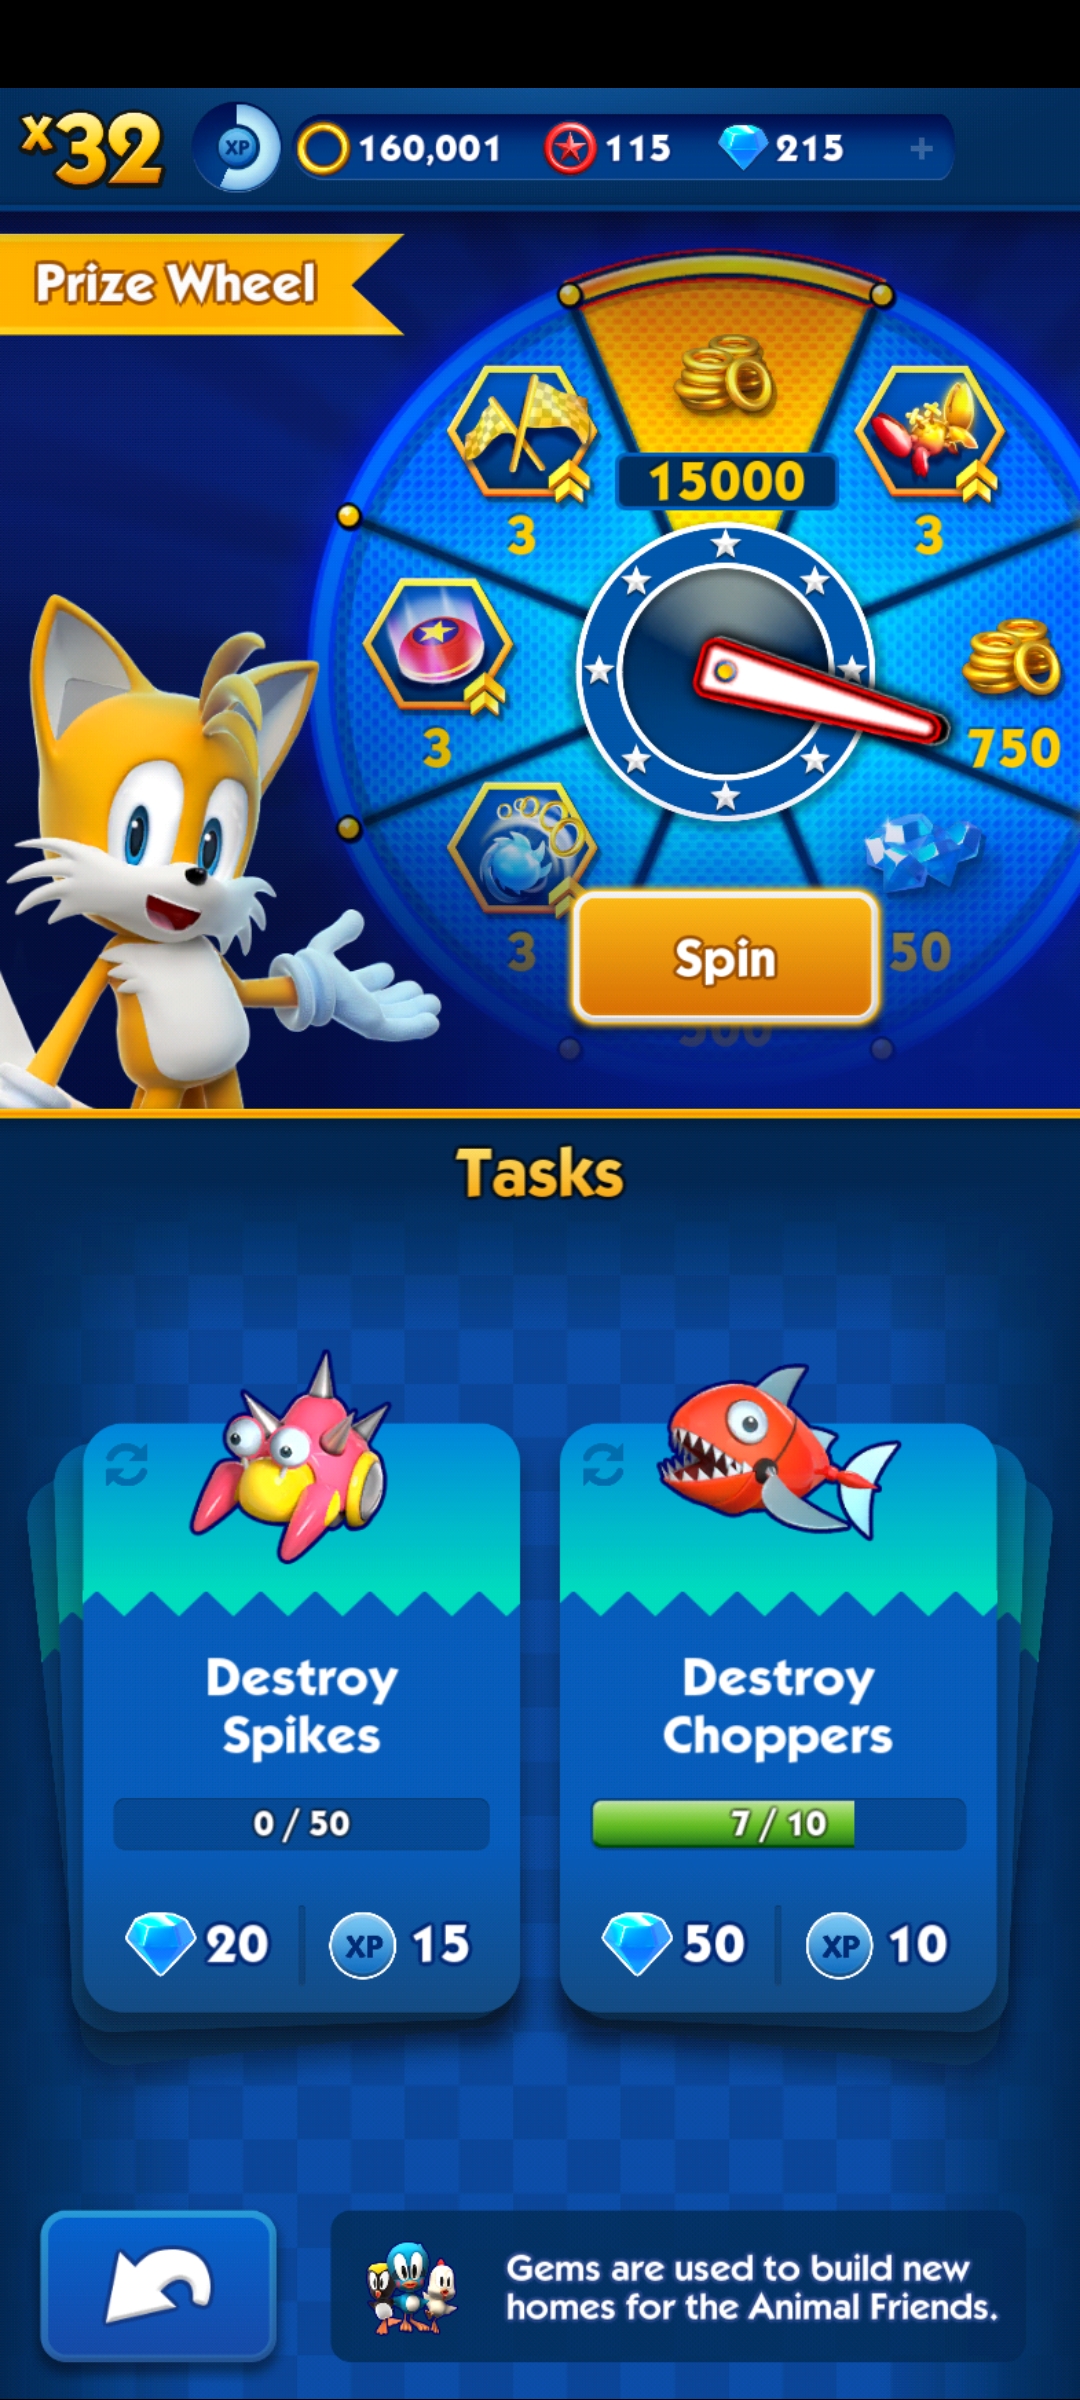 x32
XP
160,001
115
215
+
Prize Wheel
15000
3
3
3
750
3
50
Spin
Tasks
Destroy
Spikes
0 / 50
20
XP 15
Destroy
Choppers
7 / 10
50
XP 10
Gems are used to build new
homes for the Animal Friends.